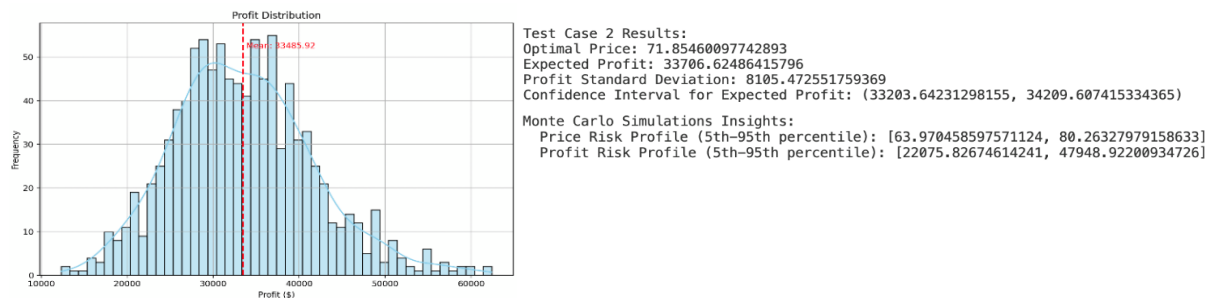 Profit Distribution
Mean: 33485.92
50
40
30
20
10
0
Frequency
10000 20000 30000 40000 50000 60000
Profit ($)
Test Case 2 Results:
Optimal Price: 71.85460097742893
Expected Profit: 33706.62486415796
Profit Standard Deviation: 8105.472551759369
Confidence Interval for Expected Profit: (33203.64231298155, 34209.607415334365)
Monte Carlo Simulations Insights:
Price Risk Profile (5th-95th percentile): [63.970458597571124, 80.26327979158633]
Profit Risk Profile (5th-95th percentile): [22075.82674614241, 47948.92200934726]